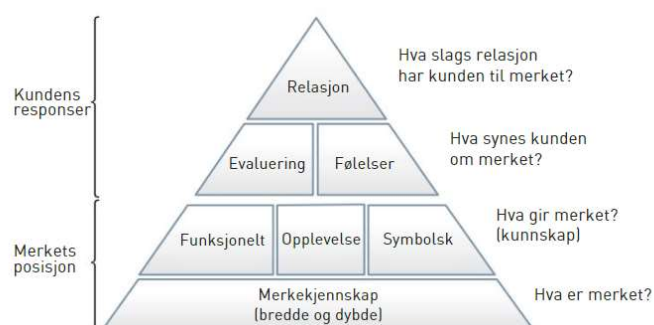 Kundens
responser
Merkets
posisjon
Relasjon
Evaluering
Følelser
Funksjonelt
Opplevelse
Symbolsk
Merkekjennskap
(bredde og dybde)
Hva slags relasjon
har kunden til merket?
Hva synes kunden
om merket?
Hva gir merket?
(kunnskap)
Hva er merket?